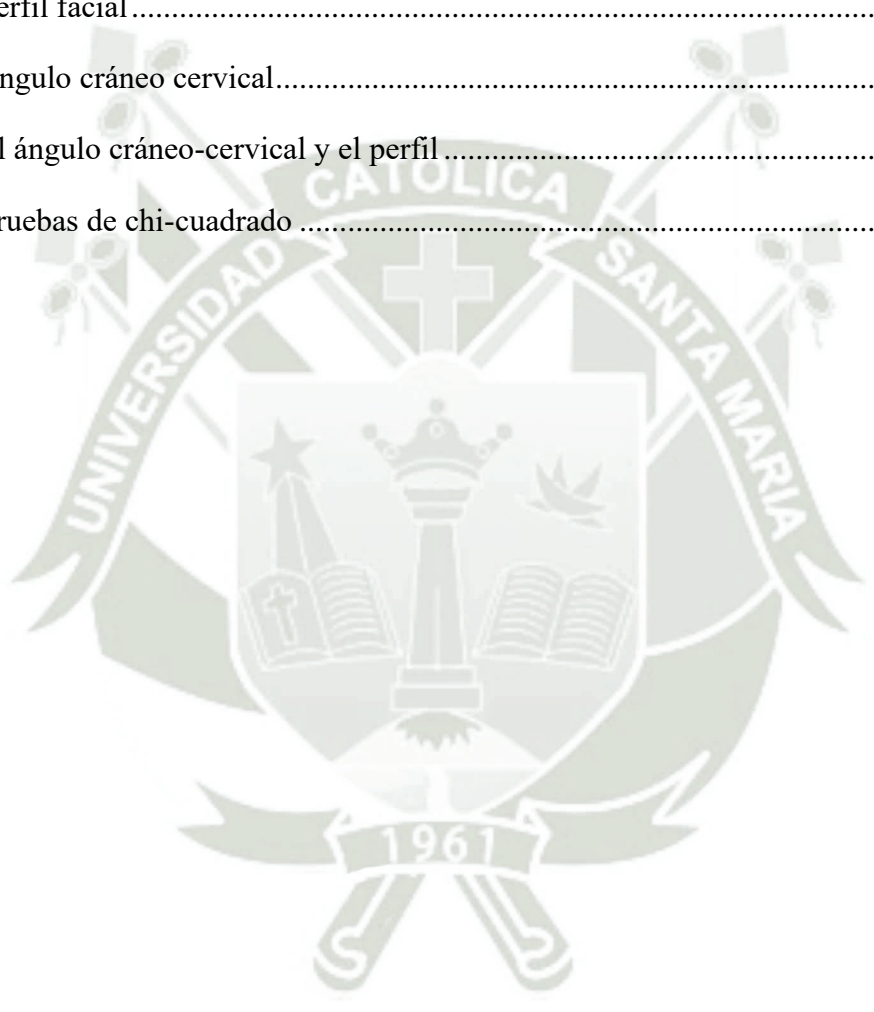 erfil facial
ngulo cráneo cervical
l ángulo cráneo-cervical y el perfil
ruebas de chi-cuadrado
CATOLICA
UNIVERSIDAD
SANTA MARIA
1961